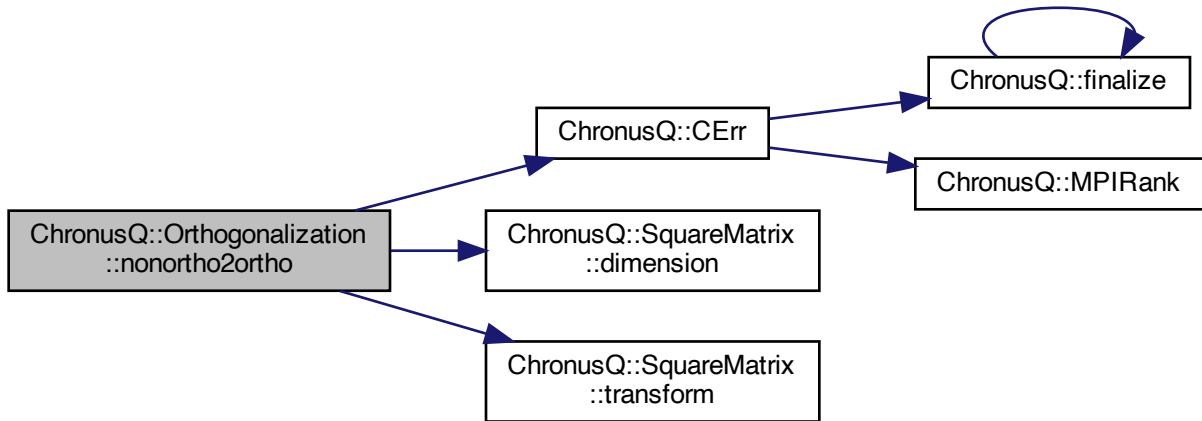 ChronusQ::finalize
ChronusQ::CErr
ChronusQ::MPIRank
ChronusQ::Orthogonalization
::nonortho2ortho
ChronusQ::SquareMatrix
::dimension
ChronusQ::SquareMatrix
::transform